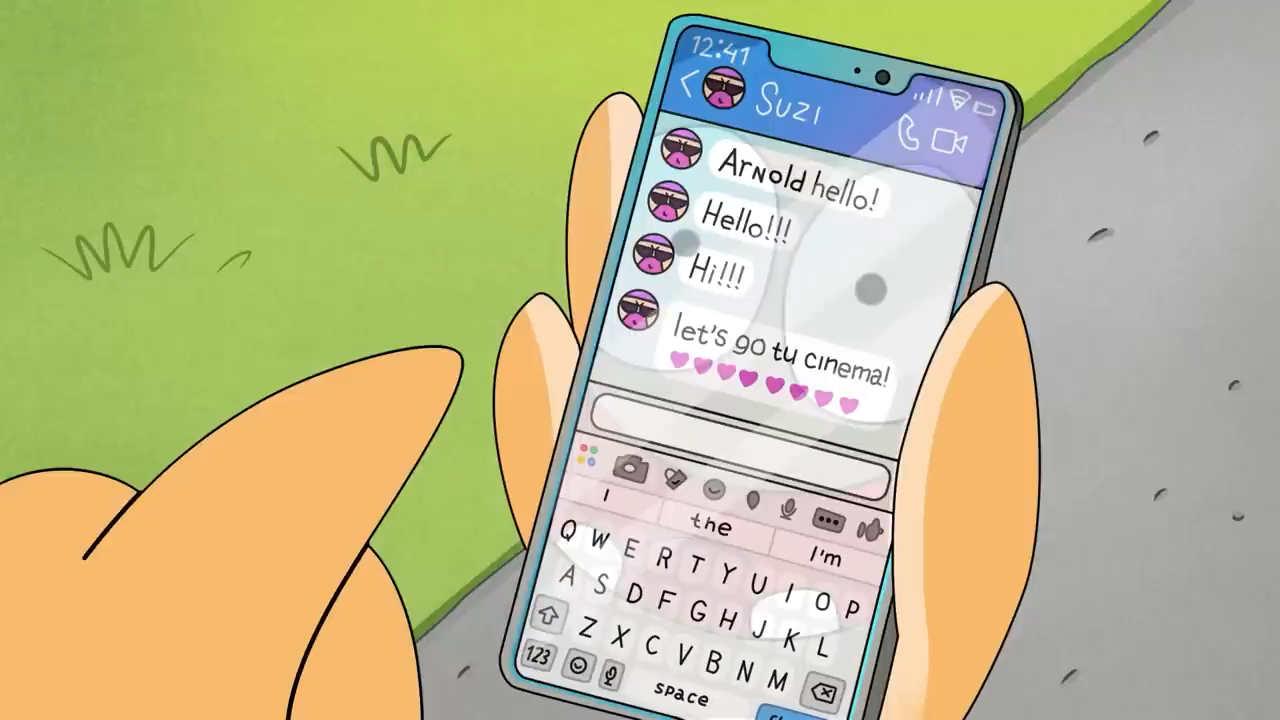 12:41
Suzi
Arnold hello!
Hello!!!
Hi!!!
let's go tu cinema!
I the I'm
Q W E R T Y U I O P
A S D F G H J K L
Z X C V B N M
123 space